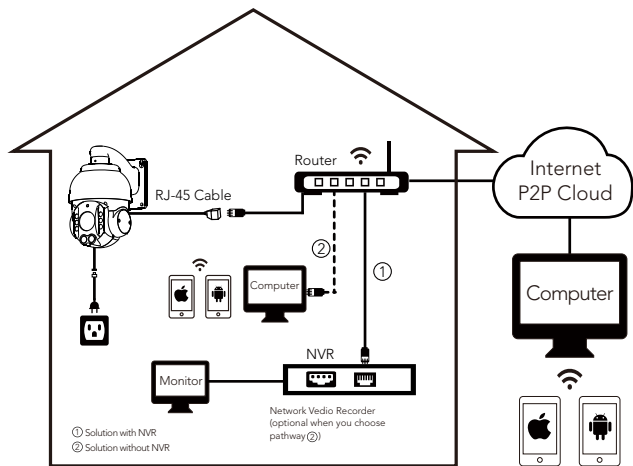 Router
Internet
P2P Cloud
RJ-45 Cable
②
①
Computer
Computer
NVR
Monitor
Network Vedio Recorder
(optional when you choose
pathway②)
① Solution with NVR
② Solution without NVR